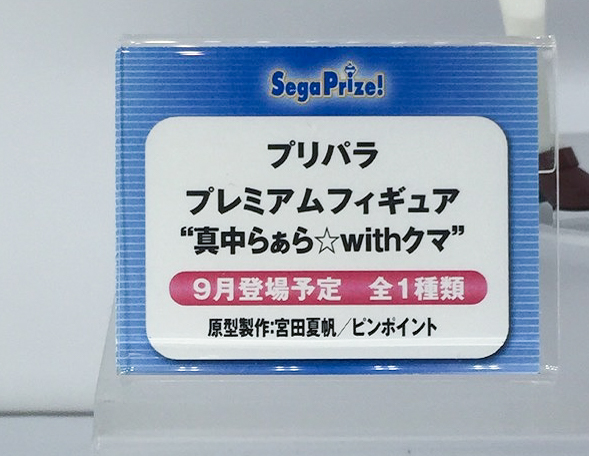 SegaPrize!
プリパラ
プレミアムフィギュア
“真中らぁら☆withクマ”
9月登場予定　全1種類
原型製作:宮田夏帆／ピンポイント